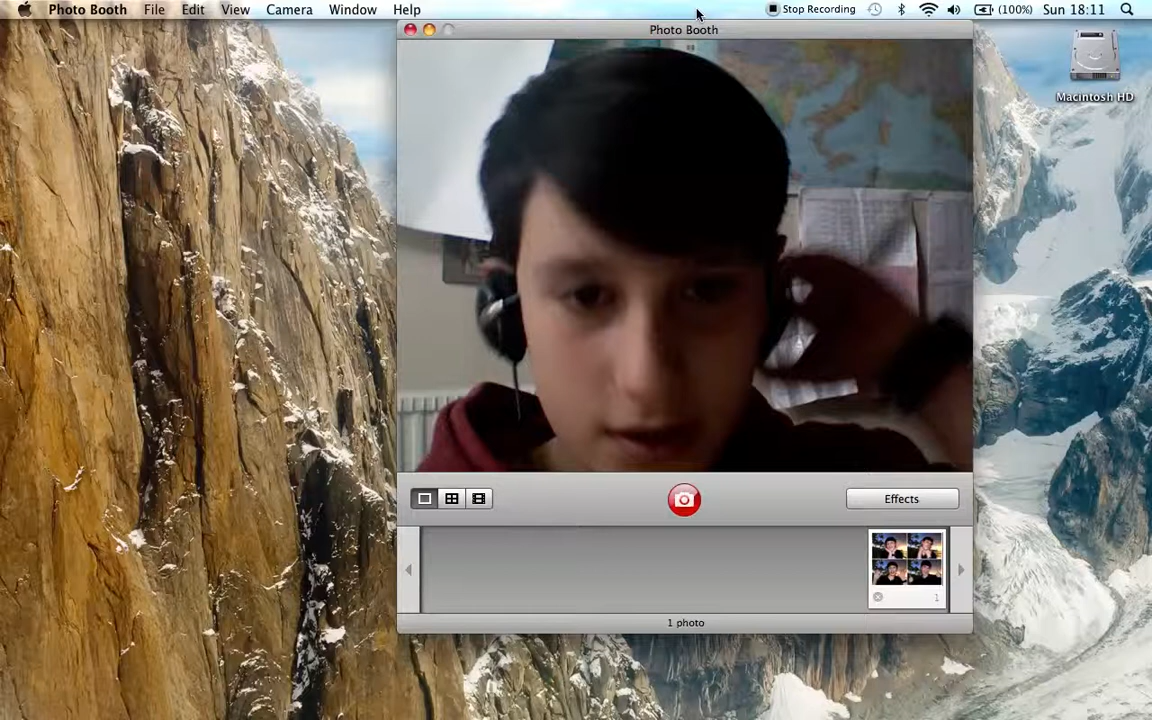 Photo Booth File Edit View Camera Window Help Stop Recording (100%) Sun 18:11
Photo Booth
Macintosh HD
Effects
1
1 photo